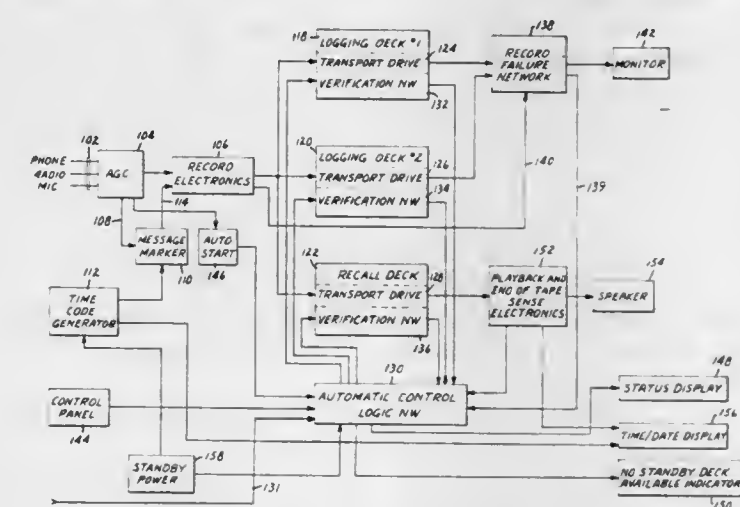 118
LOGGING DECK #1
TRANSPORT DRIVE
124
VERIFICATION NW
132
138
RECORD
FAILURE
NETWORK
142
MONITOR
102
104
PHONE
RADIO
MIC
AGC
106
RECORD
ELECTRONICS
120
LOGGING DECK #2
TRANSPORT DRIVE
126
VERIFICATION NW
134
140
139
108
114
MESSAGE
MARKER
110
AUTO
START
146
122
RECALL DECK
TRANSPORT DRIVE
128
VERIFICATION NW
136
152
PLAYBACK AND
END OF TAPE
SENSE
ELECTRONICS
154
SPEAKER
112
TIME
CODE
GENERATOR
130
AUTOMATIC CONTROL
LOGIC NW
148
STATUS DISPLAY
CONTROL
PANEL
144
156
TIME/DATE DISPLAY
STANDBY
POWER
158
131
NO STANDBY DECK
AVAILABLE INDICATOR
150